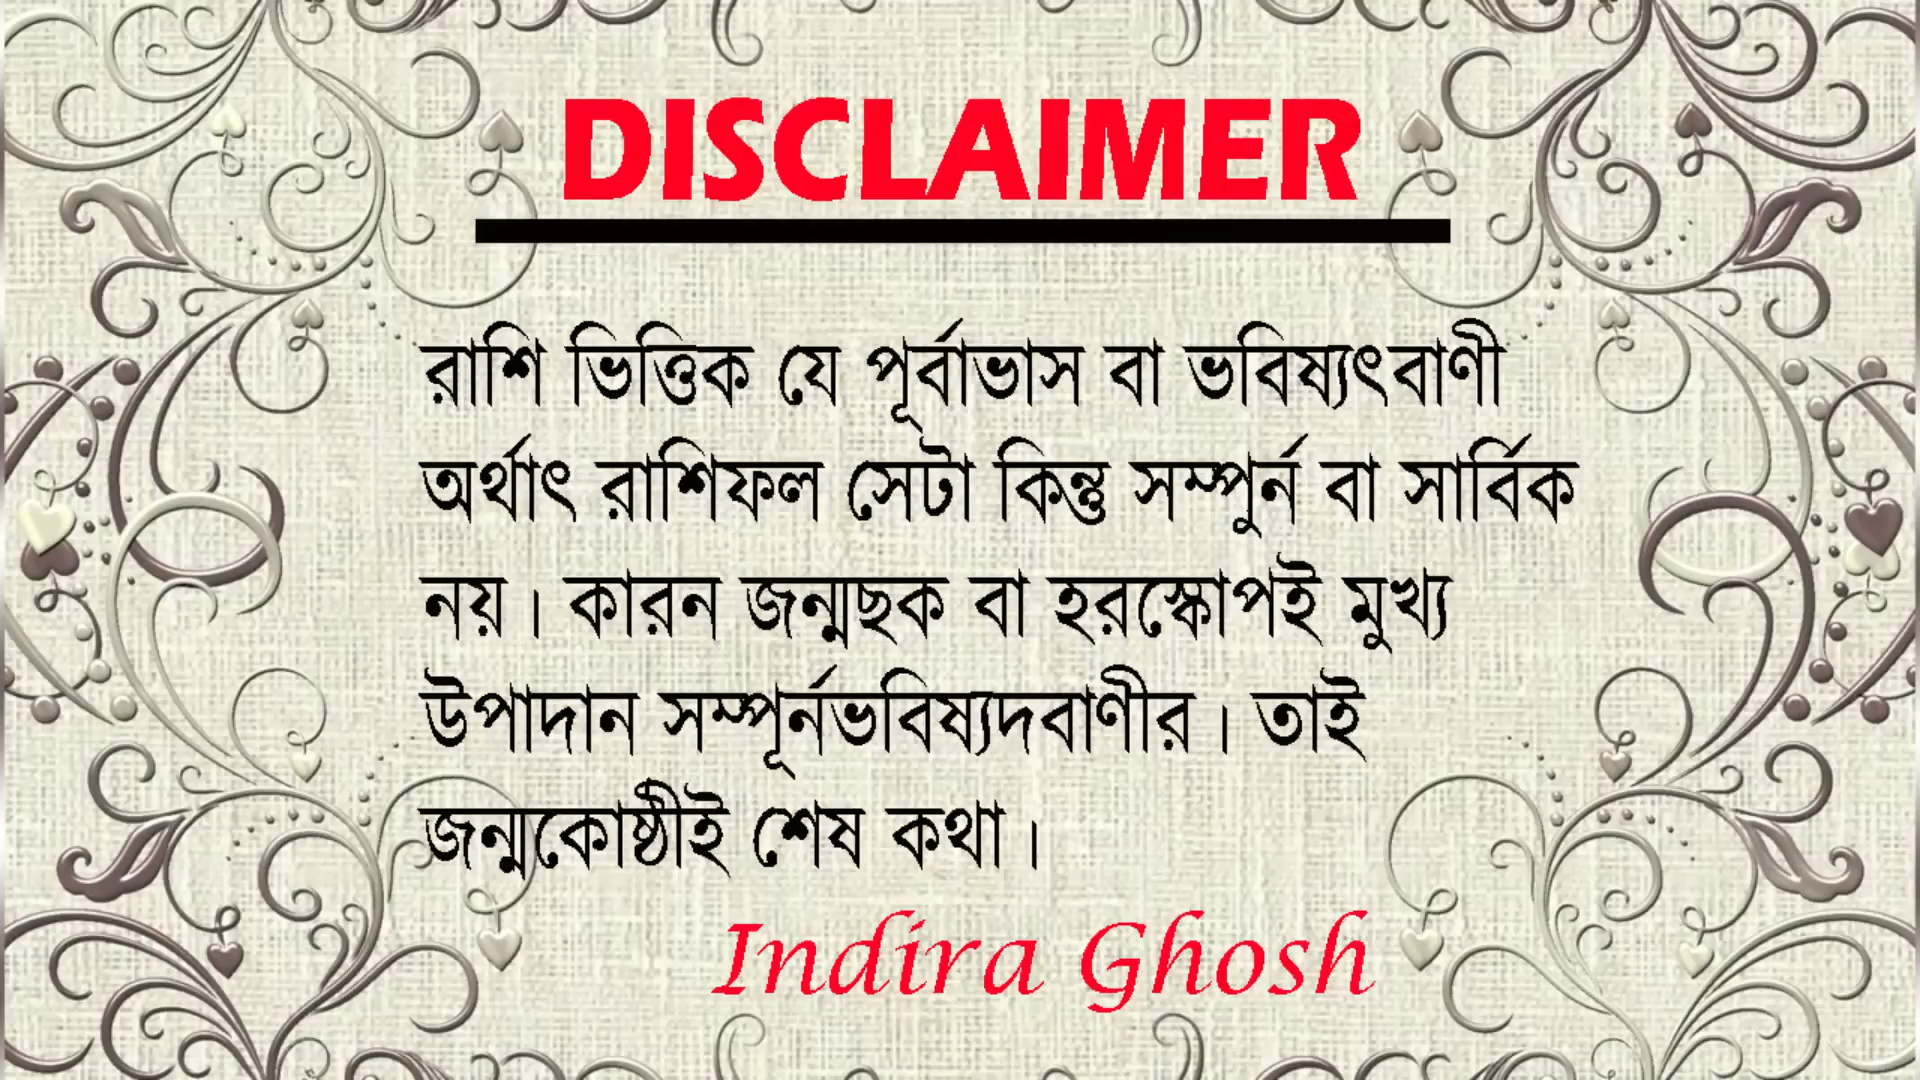 DISCLAIMER
রাশি ভিত্তিক যে পূর্বাভাস বা ভবিষ্যৎবাণী
অর্থাৎ রাশিফল সেটা কিন্তু সম্পুর্ন বা সার্বিক
নয়। কারন জন্মছক বা হরস্কোপই মুখ্য
উপাদান সম্পূর্নভবিষ্যদবাণীর। তাই
জন্মকোষ্ঠীই শেষ কথা।
Indira Ghosh